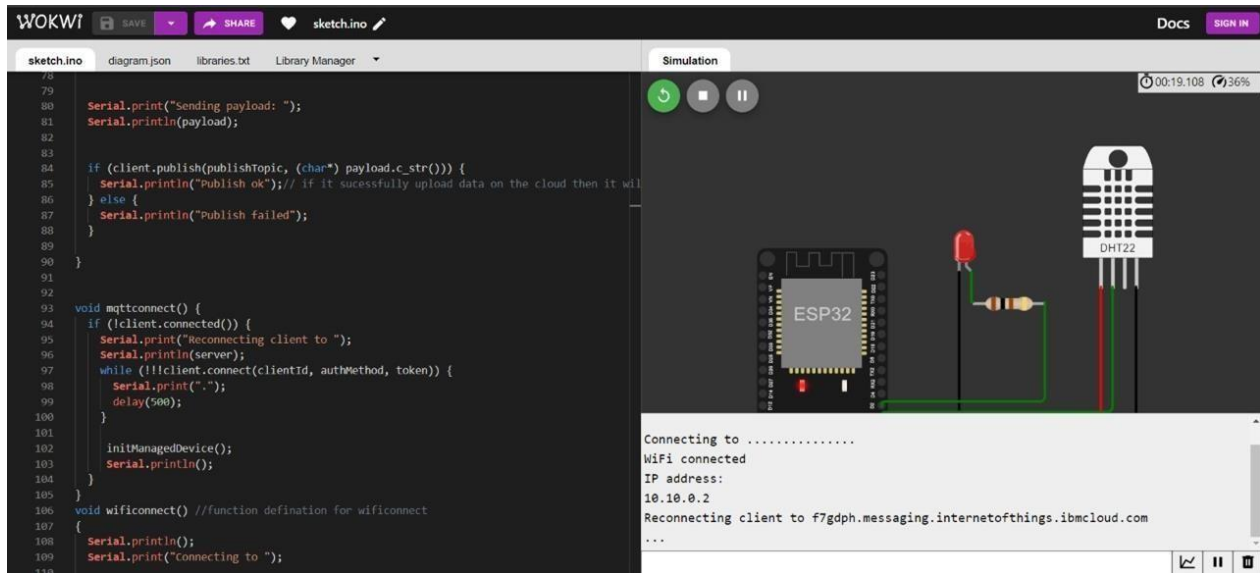 WOKWI SAVE SHARE sketch.ino Docs SIGN IN
sketch.ino diagram.json libraries.txt Library Manager
Simulation
00:19.108 36%
78
79
80 Serial.print("Sending payload: ");
81 Serial.println(payload);
82
83
84 if (client.publish(publishTopic, (char*) payload.c_str())) {
85 Serial.println("Publish ok");// if it sucessfully upload data on the cloud then it wil
86 } else {
87 Serial.println("Publish failed");
88 }
89
90 }
91
92
93 void mqttconnect() {
94 if (!client.connected()) {
95 Serial.print("Reconnecting client to ");
96 Serial.println(server);
97 while (!!!client.connect(clientId, authMethod, token)) {
98 Serial.print(".");
99 delay(500);
100 }
101
102 initManagedDevice();
103 Serial.println();
104 }
105 }
106 void wificonnect() //function defination for wificonnect
107 {
108 Serial.println();
109 Serial.print("Connecting to ");
110
DHT22
ESP32
Connecting to ...............
WiFi connected
IP address:
10.10.0.2
Reconnecting client to f7gdph.messaging.internetofthings.ibmcloud.com
...